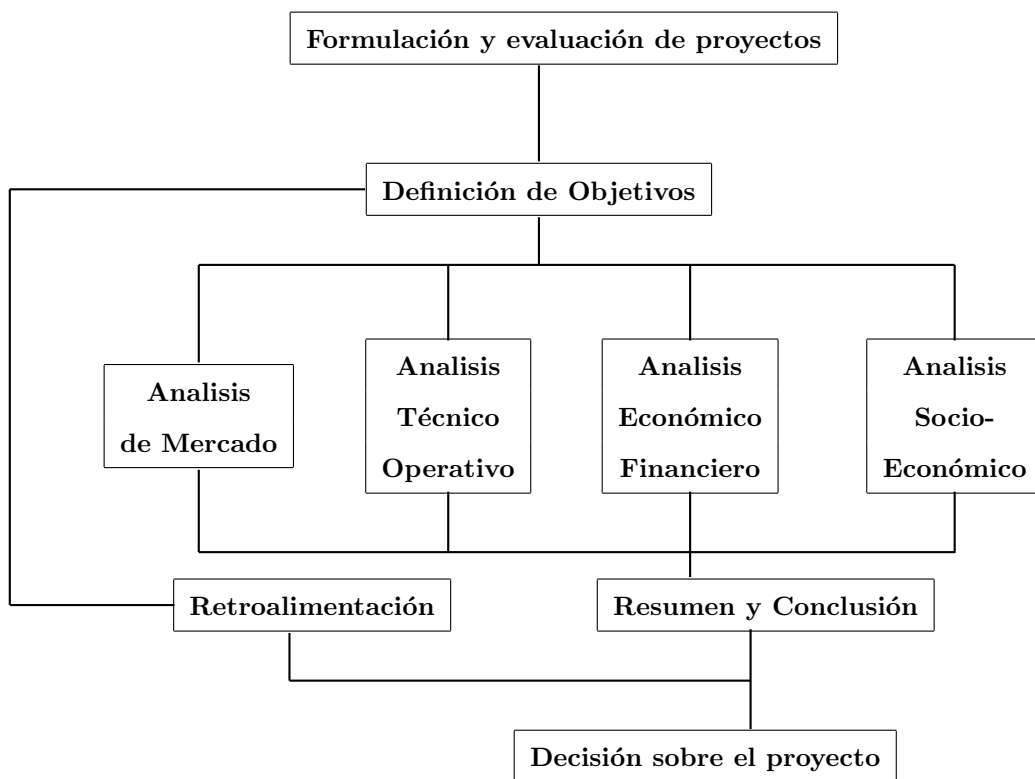 Formulación y evaluación de proyectos
Definición de Objetivos
Analisis
de Mercado
Analisis
Técnico
Operativo
Analisis
Económico
Financiero
Analisis
Socio-
Económico
Retroalimentación
Resumen y Conclusión
Decisión sobre el proyecto